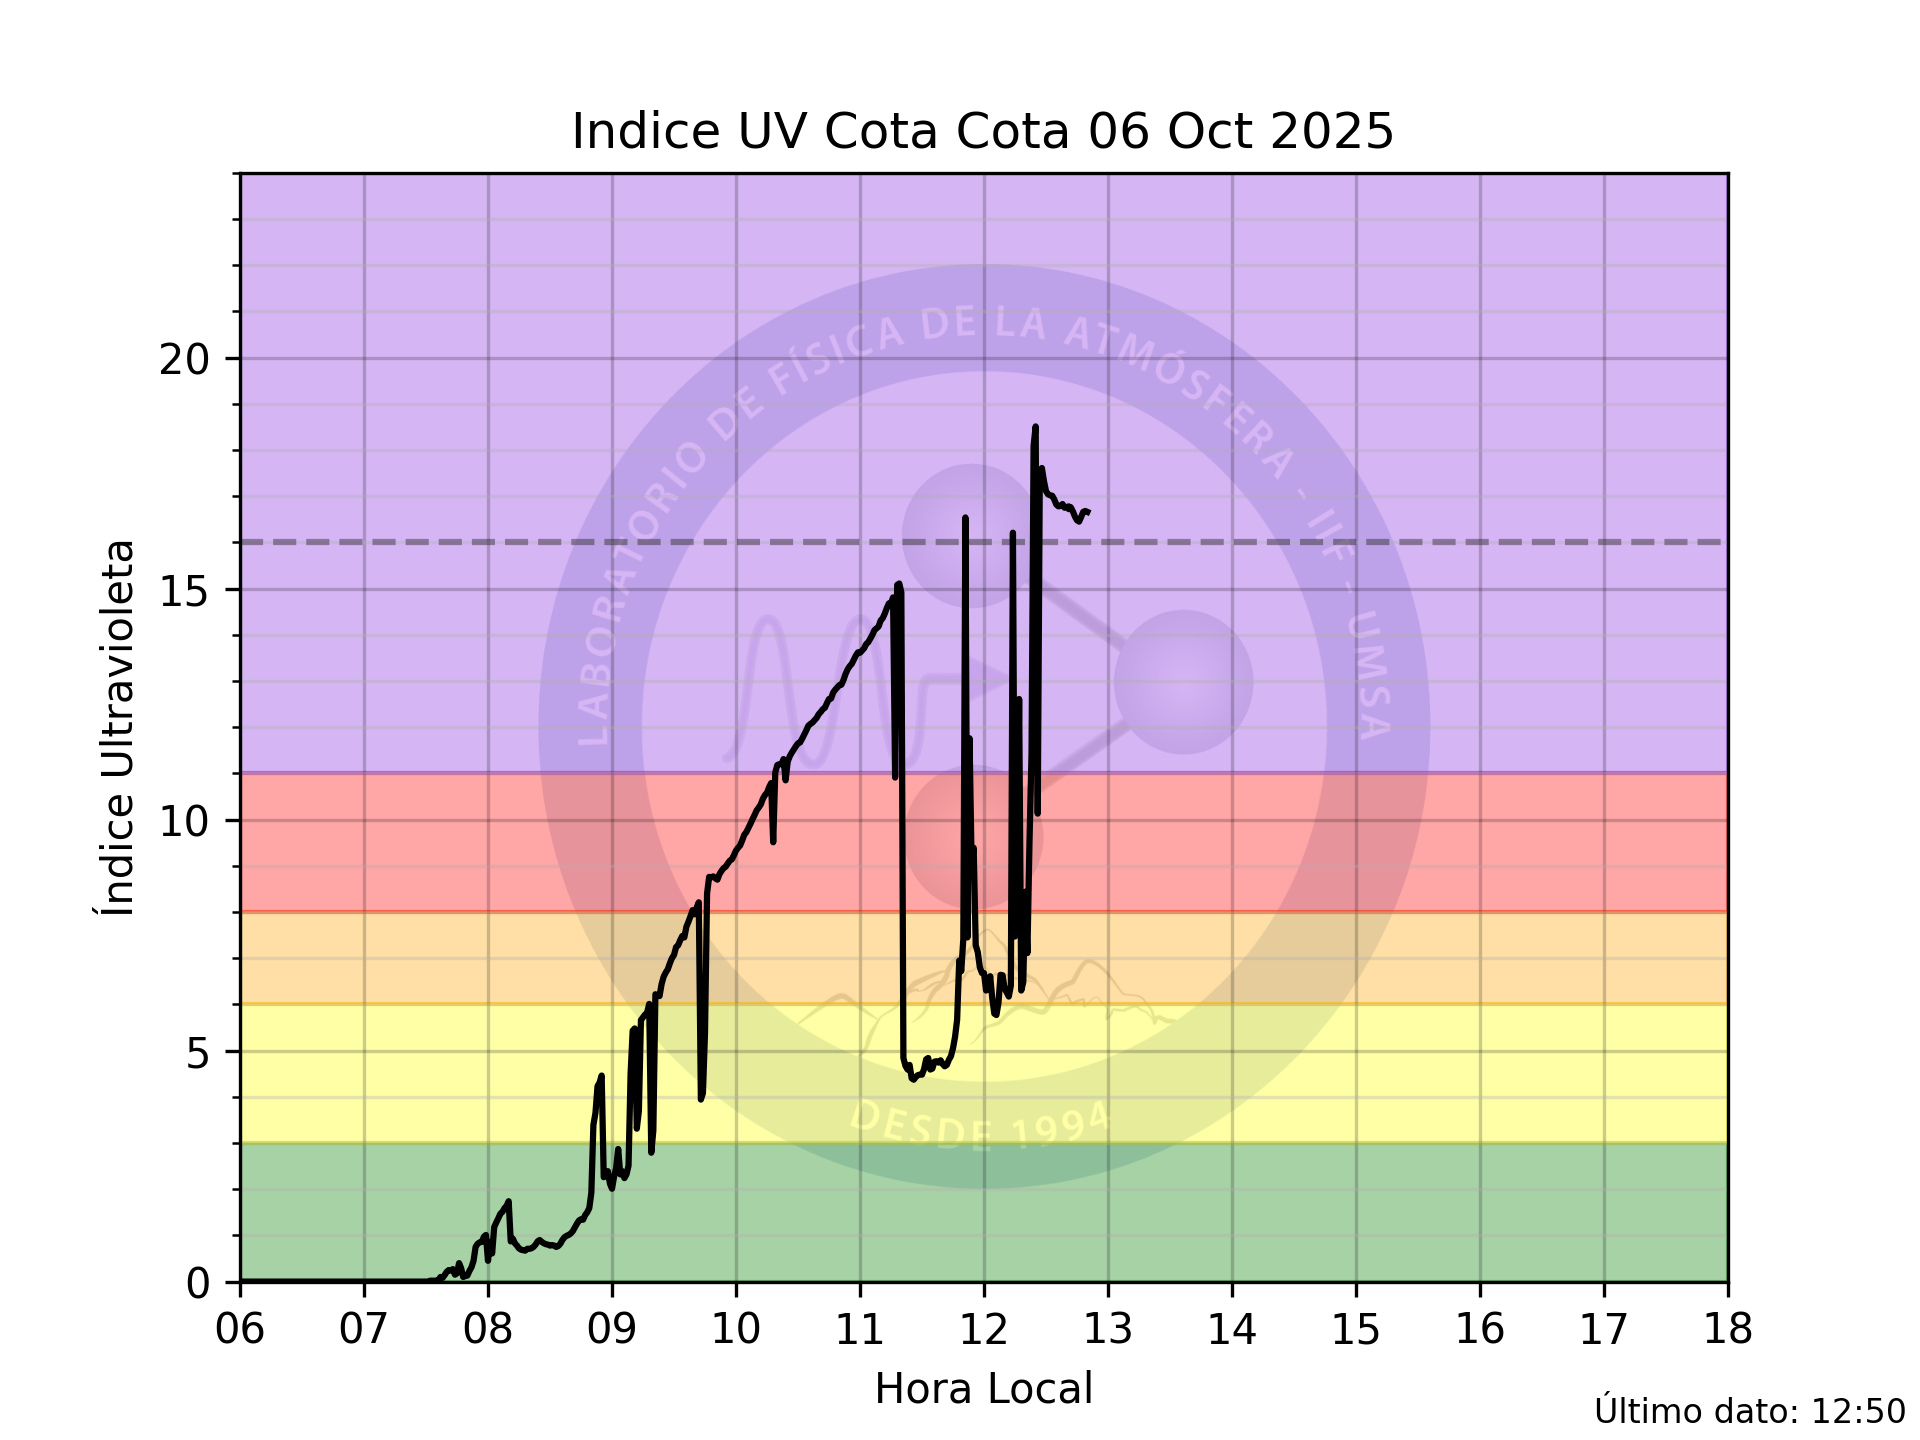 Indice UV Cota Cota 06 Oct 2025
Índice Ultravioleta
20
15
10
5
0
LABORATORIO DE FÍSICA DE LA ATMÓSFERA - IIF - UMSA
DESDE 1994
06 07 08 09 10 11 12 13 14 15 16 17 18
Hora Local
Último dato: 12:50